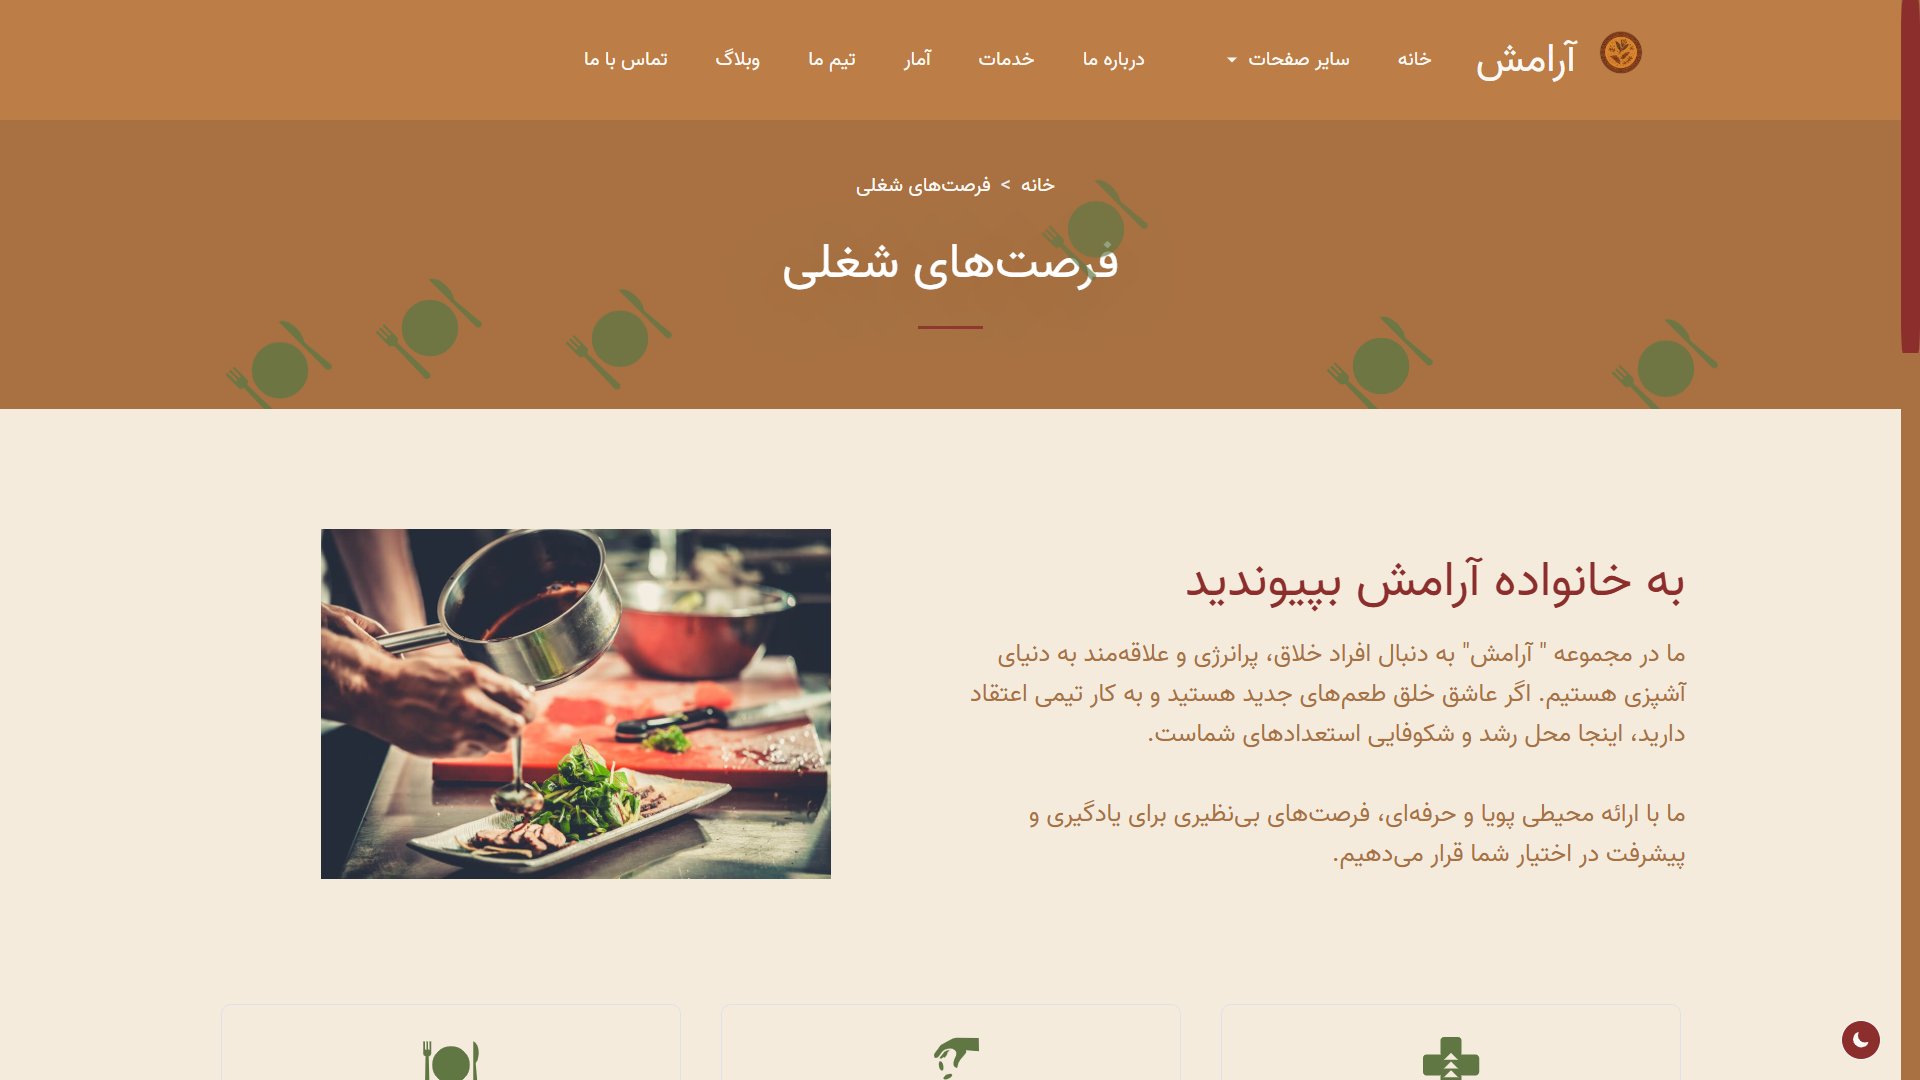 آرامش
خانه
سایر صفحات
درباره ما
خدمات
آمار
تیم ما
وبلاگ
تماس با ما
خانه > فرصت‌های شغلی
فرصت‌های شغلی
به خانواده آرامش بپیوندید
ما در مجموعه " آرامش" به دنبال افراد خلاق، پرانرژی و علاقه‌مند به دنیای
آشپزی هستیم. اگر عاشق خلق طعم‌های جدید هستید و به کار تیمی اعتقاد
دارید، اینجا محل رشد و شکوفایی استعدادهای شماست.
ما با ارائه محیطی پویا و حرفه‌ای، فرصت‌های بی‌نظیری برای یادگیری و
پیشرفت در اختیار شما قرار می‌دهیم.